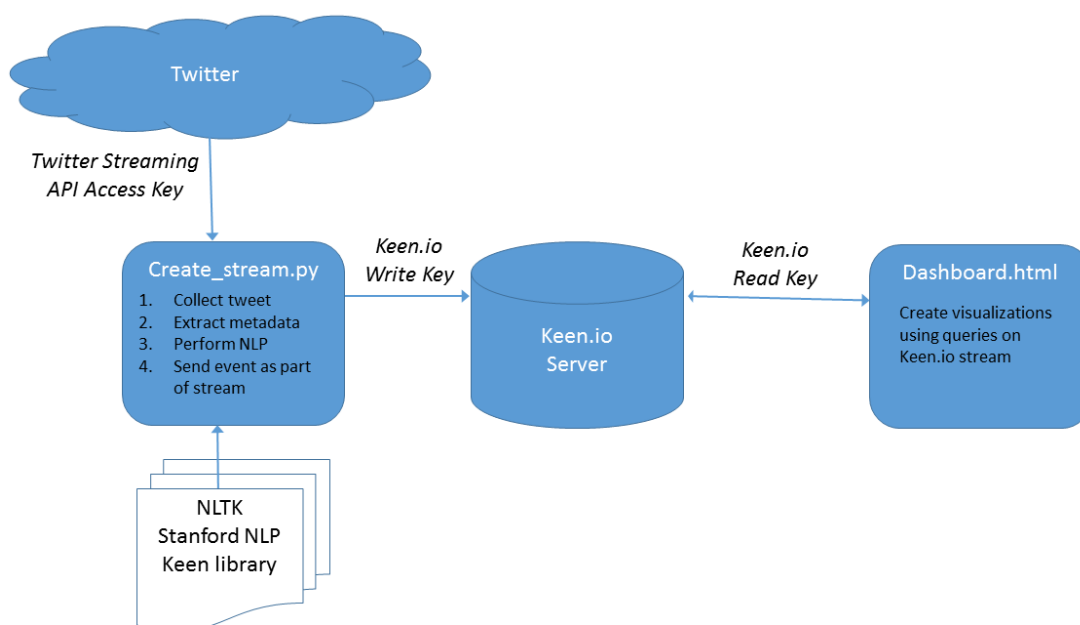 Twitter
Twitter Streaming
API Access Key
Create_stream.py
1. Collect tweet
2. Extract metadata
3. Perform NLP
4. Send event as part
of stream
Keen.io
Write Key
Keen.io
Server
Keen.io
Read Key
Dashboard.html
Create visualizations
using queries on
Keen.io stream
NLTK
Stanford NLP
Keen library